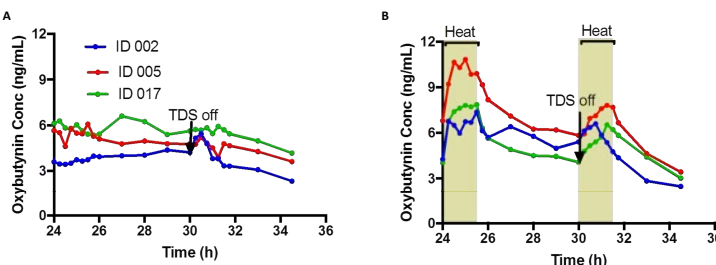 A
Oxybutynin Conc (ng/mL)
12
9
6
3
0
ID 002
ID 005
ID 017
TDS off
24 26 28 30 32 34 36
Time (h)
B
Oxybutynin Conc (ng/mL)
12
9
6
3
0
Heat
Heat
TDS off
24 26 28 30 32 34 36
Time (h)